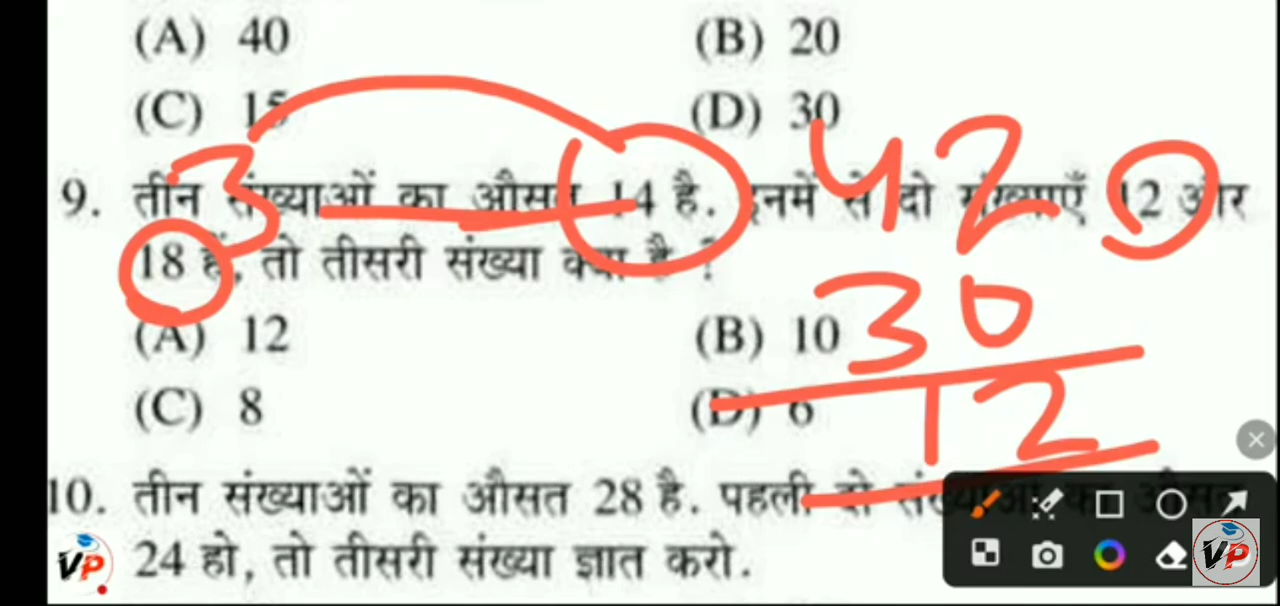 (A) 40 (B) 20
(C) 15 (D) 30
9. तीन संख्याओं का औसत 14 है. इनमें से दो संख्याएँ 12 और
18 हैं, तो तीसरी संख्या क्या है ?
(A) 12 (B) 10
(C) 8 (D) 6
10. तीन संख्याओं का औसत 28 है. पहली दो संख्याओं का औसत
24 हो, तो तीसरी संख्या ज्ञात करो.
3
42
30
12
VP
VP